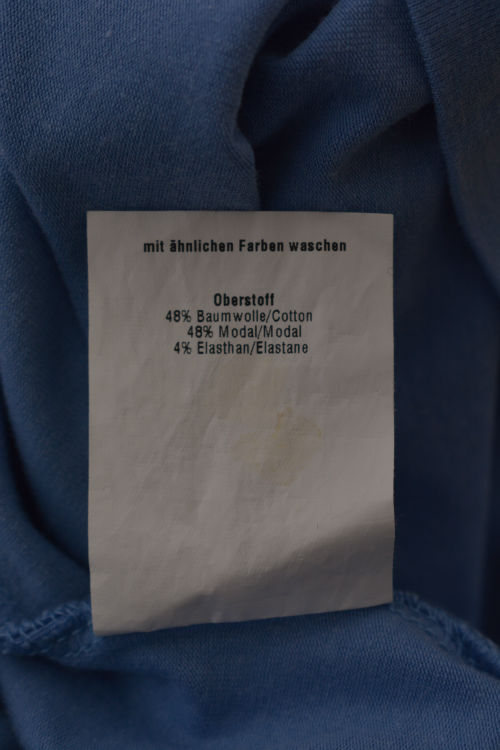 mit ähnlichen Farben waschen
Oberstoff
48% Baumwolle/Cotton
48% Modal/Modal
4% Elasthan/Elastane